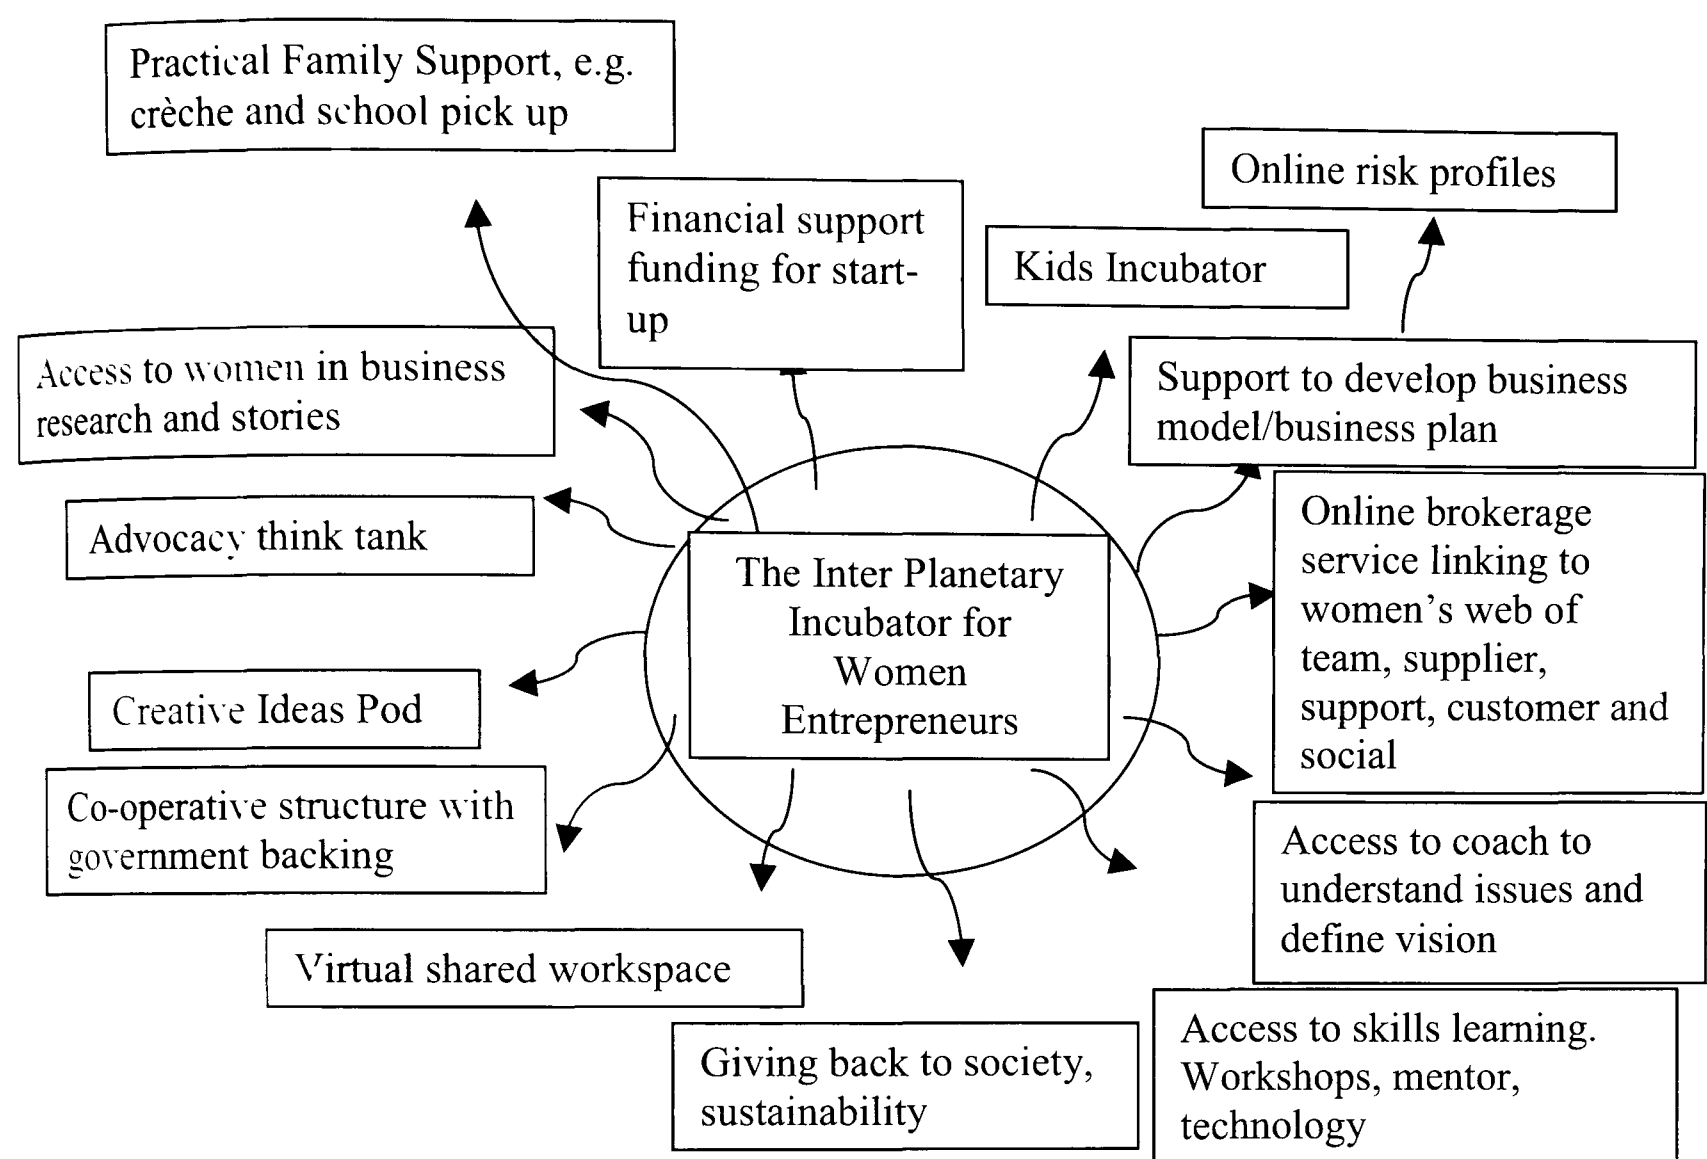 Practical Family Support, e.g.
crèche and school pick up
Online risk profiles
Financial support
funding for start-
up
Kids Incubator
Access to women in business
research and stories
Support to develop business
model/business plan
Advocacy think tank
Online brokerage
service linking to
women's web of
team, supplier,
support, customer and
social
The Inter Planetary
Incubator for
Women
Entrepreneurs
Creative Ideas Pod
Co-operative structure with
government backing
Access to coach to
understand issues and
define vision
Virtual shared workspace
Giving back to society,
sustainability
Access to skills learning.
Workshops, mentor,
technology